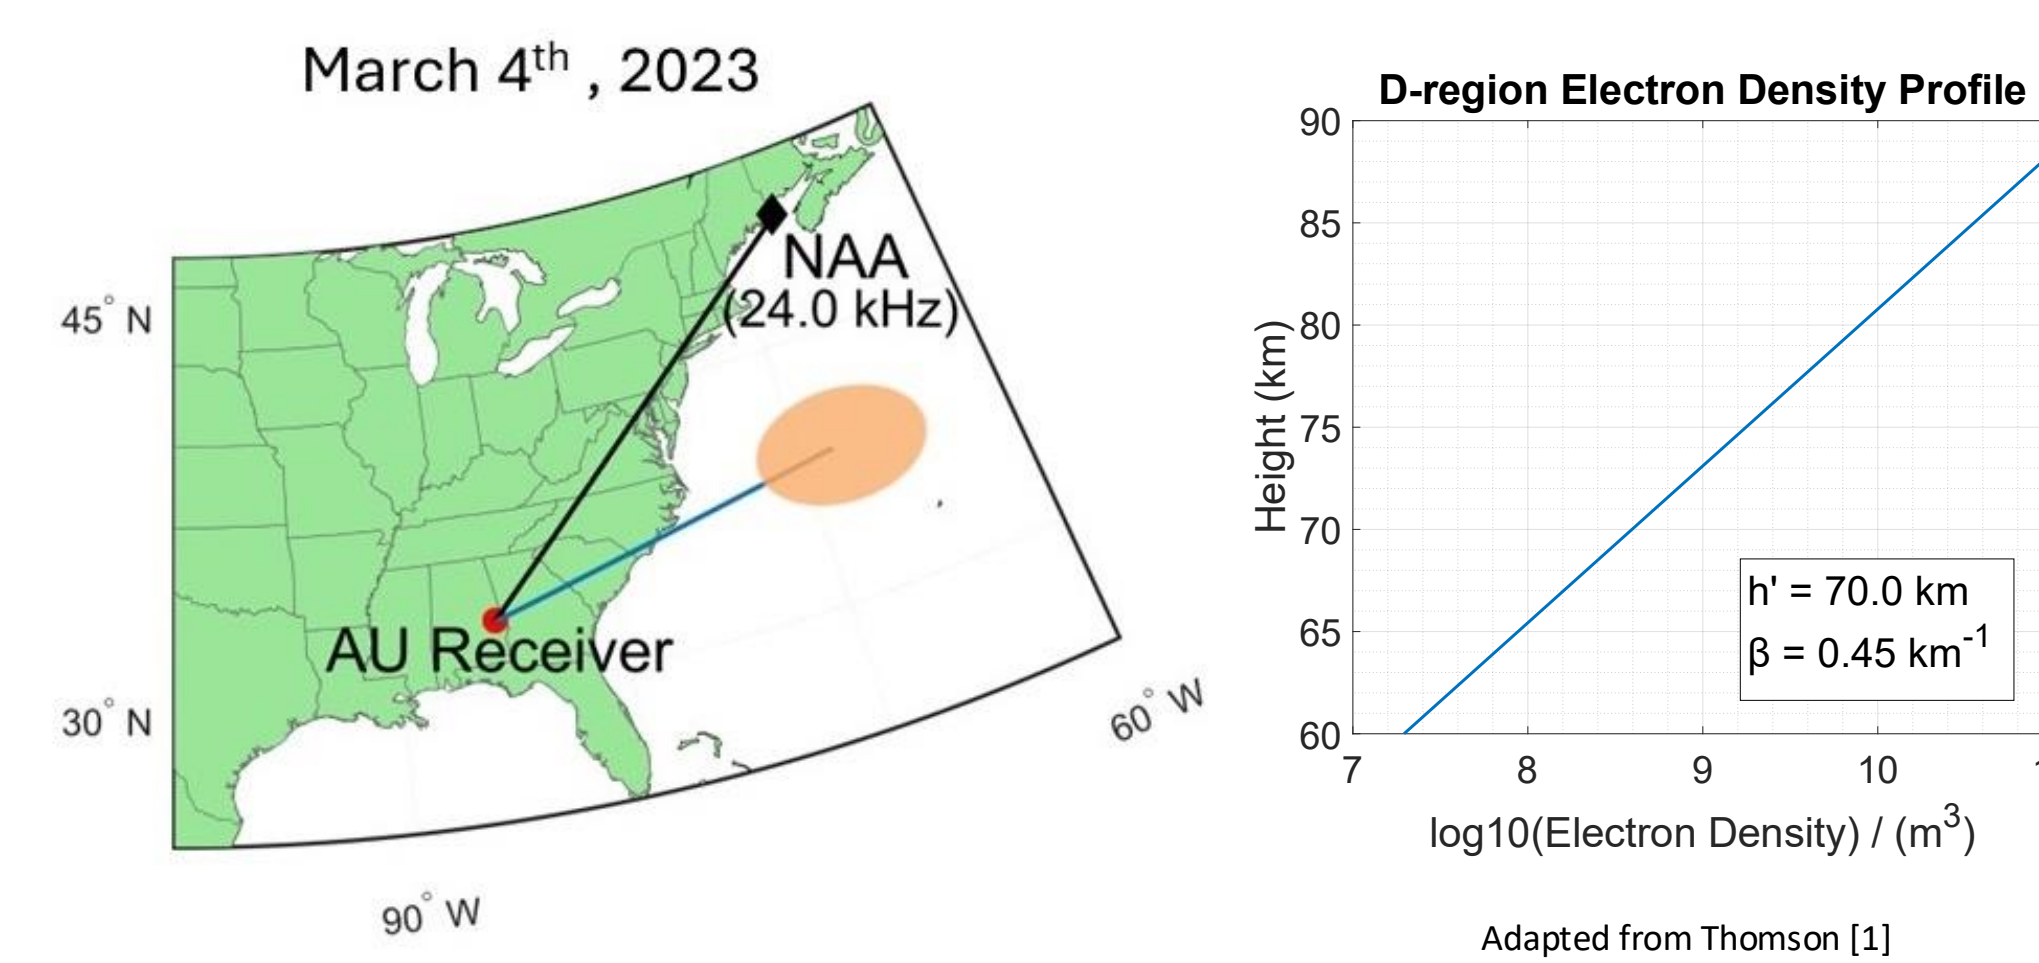 March 4th , 2023
45° N
30° N
90° W
60° W
NAA
(24.0 kHz)
AU Receiver
D-region Electron Density Profile
90
85
80
75
70
65
60
Height (km)
h' = 70.0 km
β = 0.45 km-1
7 8 9 10
log10(Electron Density) / (m3)
Adapted from Thomson [1]